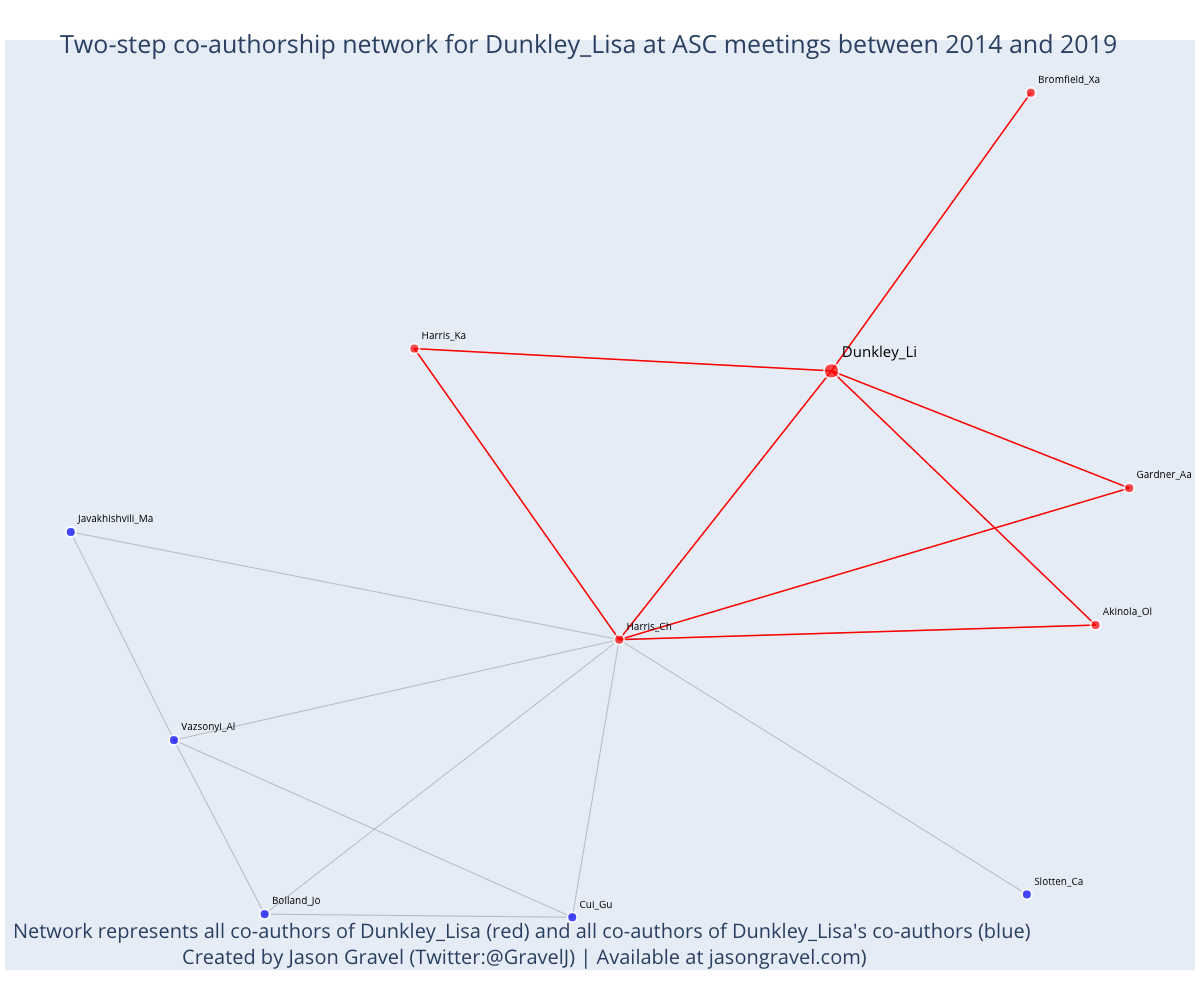 Two-step co-authorship network for Dunkley_Lisa at ASC meetings between 2014 and 2019
Bromfield_Xa
Harris_Ka
Dunkley_Li
Gardner_Aa
Javakhishvili_Ma
Akinola_Ol
Harris_Ch
Vazsonyi_Al
Slotten_Ca
Bolland_Jo
Cui_Gu
Network represents all co-authors of Dunkley_Lisa (red) and all co-authors of Dunkley_Lisa's co-authors (blue)
Created by Jason Gravel (Twitter:@GravelJ) | Available at jasongravel.com)